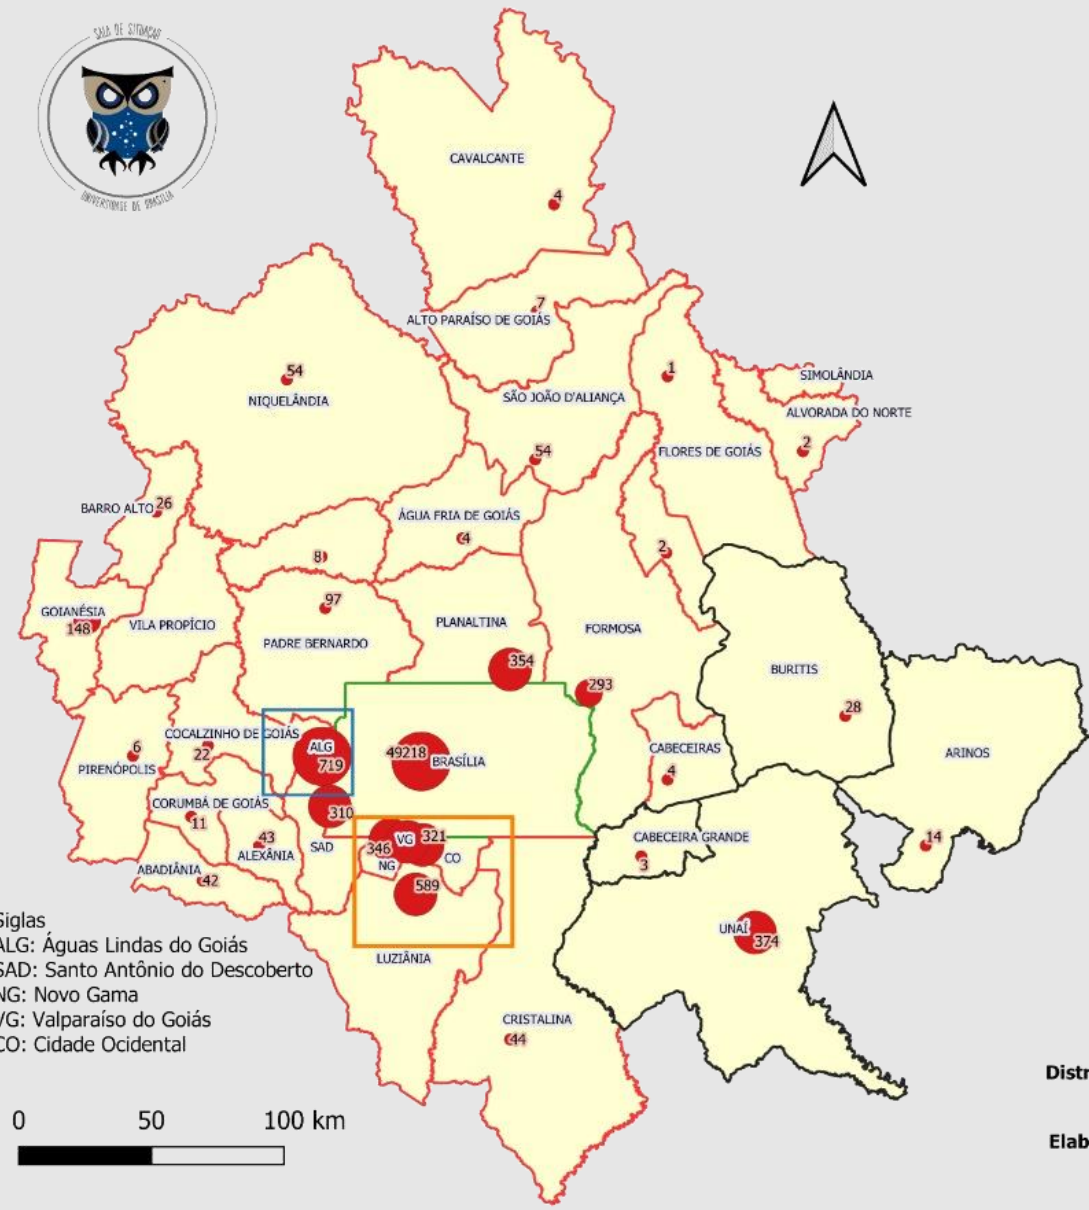 SALA DE SITUAÇÃO
UNIVERSIDADE DE BRASÍLIA
CAVALCANTE
4
7
ALTO PARAÍSO DE GOIÁS
54
NIQUELÂNDIA
SÃO JOÃO D'ALIANÇA
54
1
SIMOLÂNDIA
ALVORADA DO NORTE
2
FLORES DE GOIÁS
BARRO ALTO
26
ÁGUA FRIA DE GOIÁS
4
8
2
GOIANÉSIA
148
VILA PROPÍCIO
97
PADRE BERNARDO
PLANALTINA
354
FORMOSA
293
BURITIS
28
ARINOS
14
COCALZINHO DE GOIÁS
22
6
PIRENÓPOLIS
ALG
719
49218
BRASÍLIA
CABECEIRAS
4
CORUMBÁ DE GOIÁS
11
43
ALEXÂNIA
310
SAD
ABADIÂNIA
42
VG
321
346
NG
CO
589
CABECEIRA GRANDE
3
UNAÍ
374
LUZIÂNIA
CRISTALINA
44
Siglas
ALG: Águas Lindas do Goiás
SAD: Santo Antônio do Descoberto
NG: Novo Gama
VG: Valparaíso do Goiás
CO: Cidade Ocidental
0 50 100 km
Distr
Elab